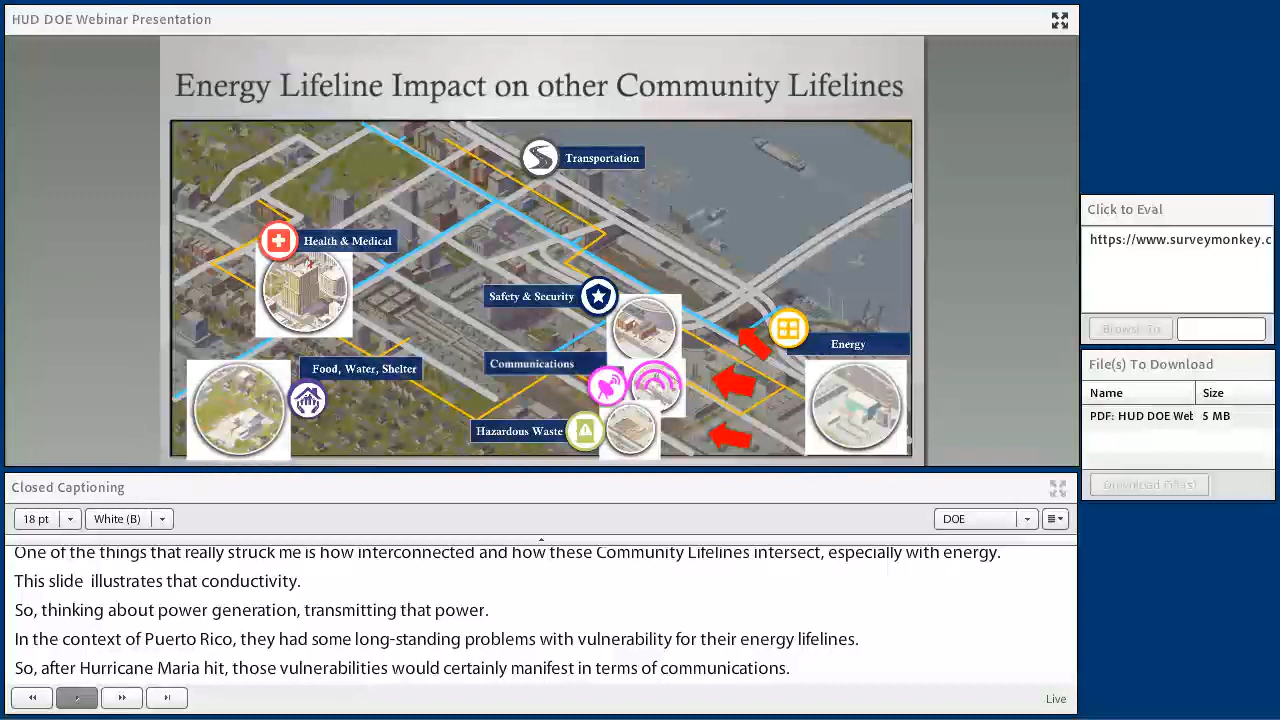 HUD DOE Webinar Presentation
Energy Lifeline Impact on other Community Lifelines
Transportation
Health & Medical
Safety & Security
Energy
Communications
Food, Water, Shelter
Hazardous Waste
Click to Eval
https://www.surveymonkey.c
Browse To
File(s) To Download
Name Size
PDF: HUD DOE Wet 5 MB
Download File(s)
Closed Captioning
18 pt White (B) DOE
One of the things that really struck me is how interconnected and how these Community Lifelines intersect, especially with energy.
This slide illustrates that conductivity.
So, thinking about power generation, transmitting that power.
In the context of Puerto Rico, they had some long-standing problems with vulnerability for their energy lifelines.
So, after Hurricane Maria hit, those vulnerabilities would certainly manifest in terms of communications.
Live